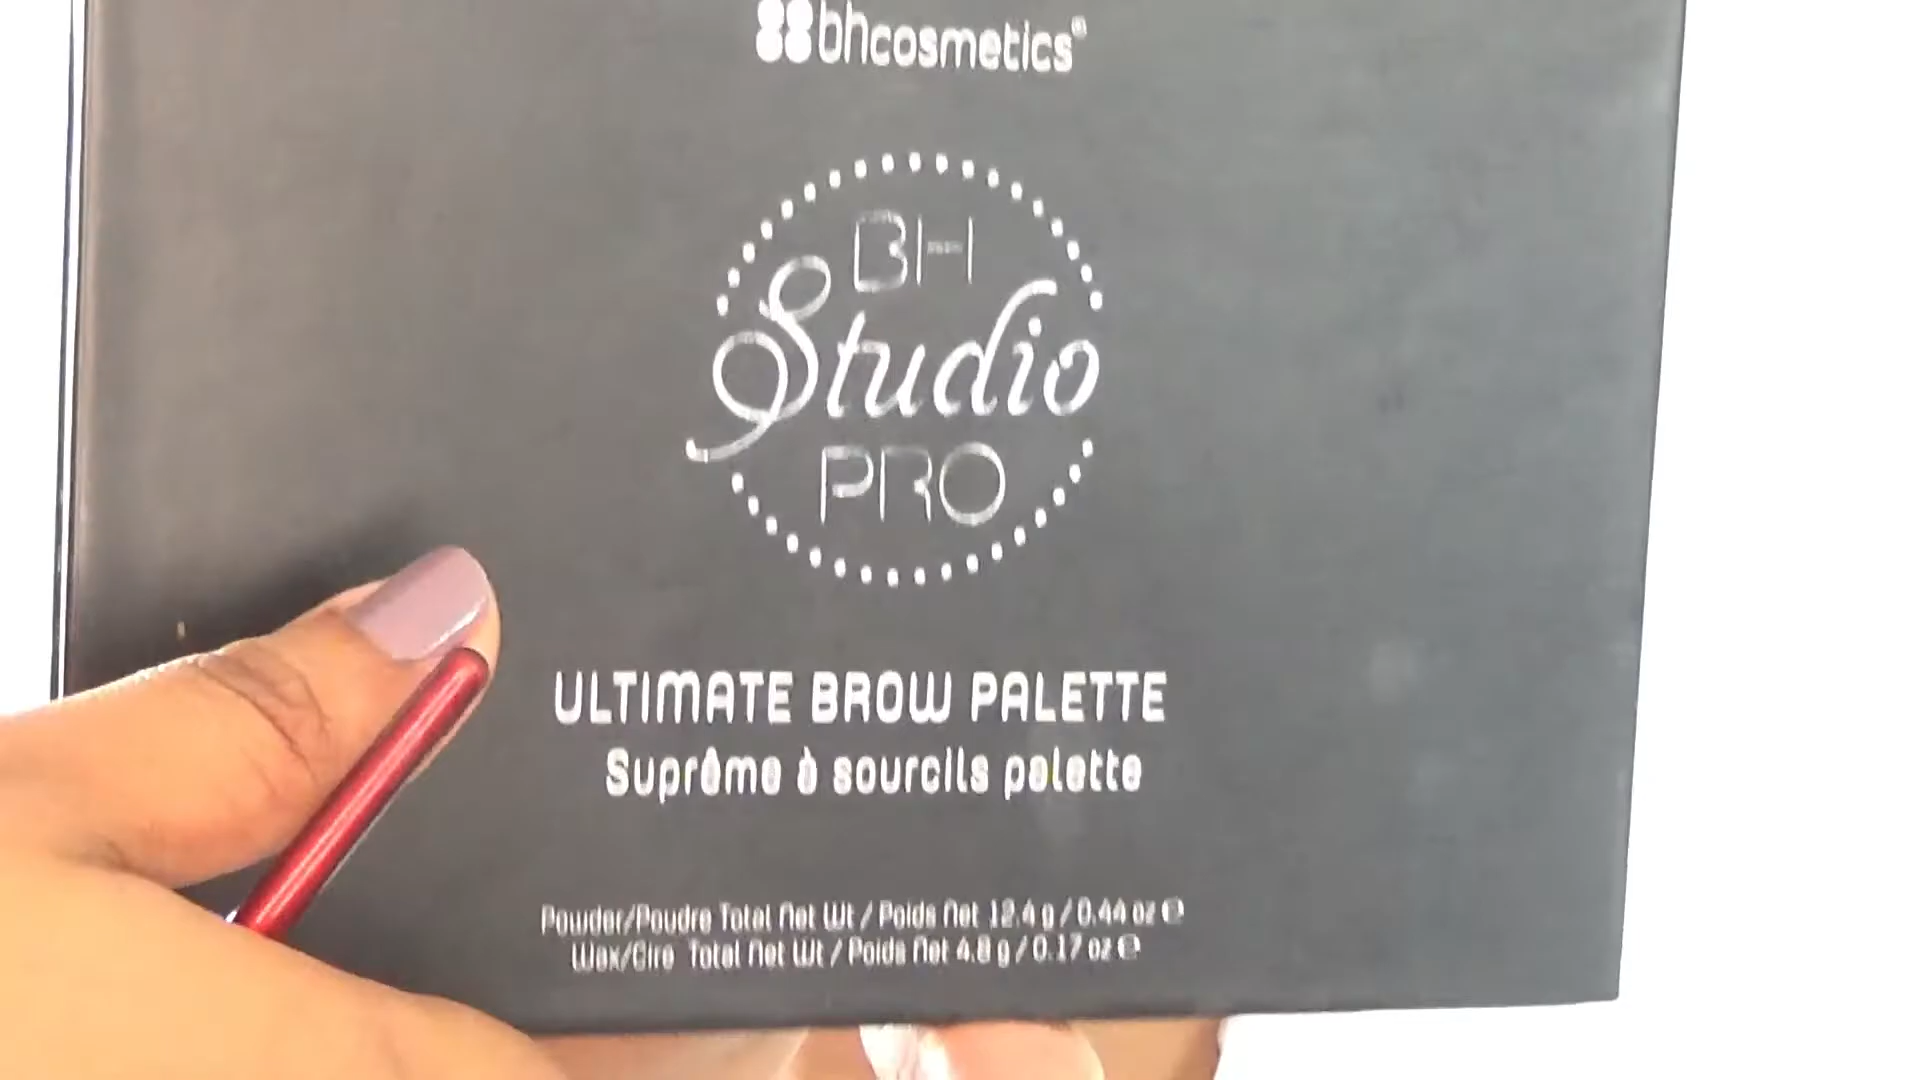 bhcosmetics®
BH
Studio
PRO
ULTIMATE BROW PALETTE
Suprême à sourcils palette
Powder/Poudre Total Net Wt / Poids Net 12.4 g / 0.44 oz ℮
Wax/Cire Total Net Wt / Poids Net 4.8 g / 0.17 oz ℮